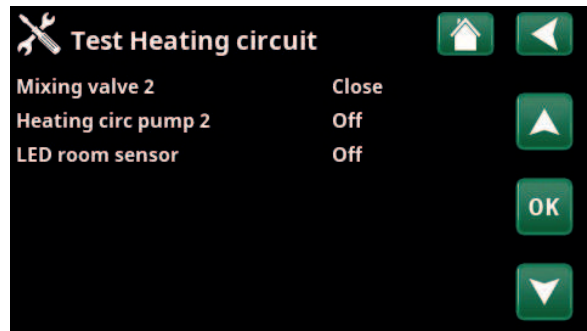 Test Heating circuit
Mixing valve 2 Close
Heating circ pump 2 Off
LED room sensor Off
OK